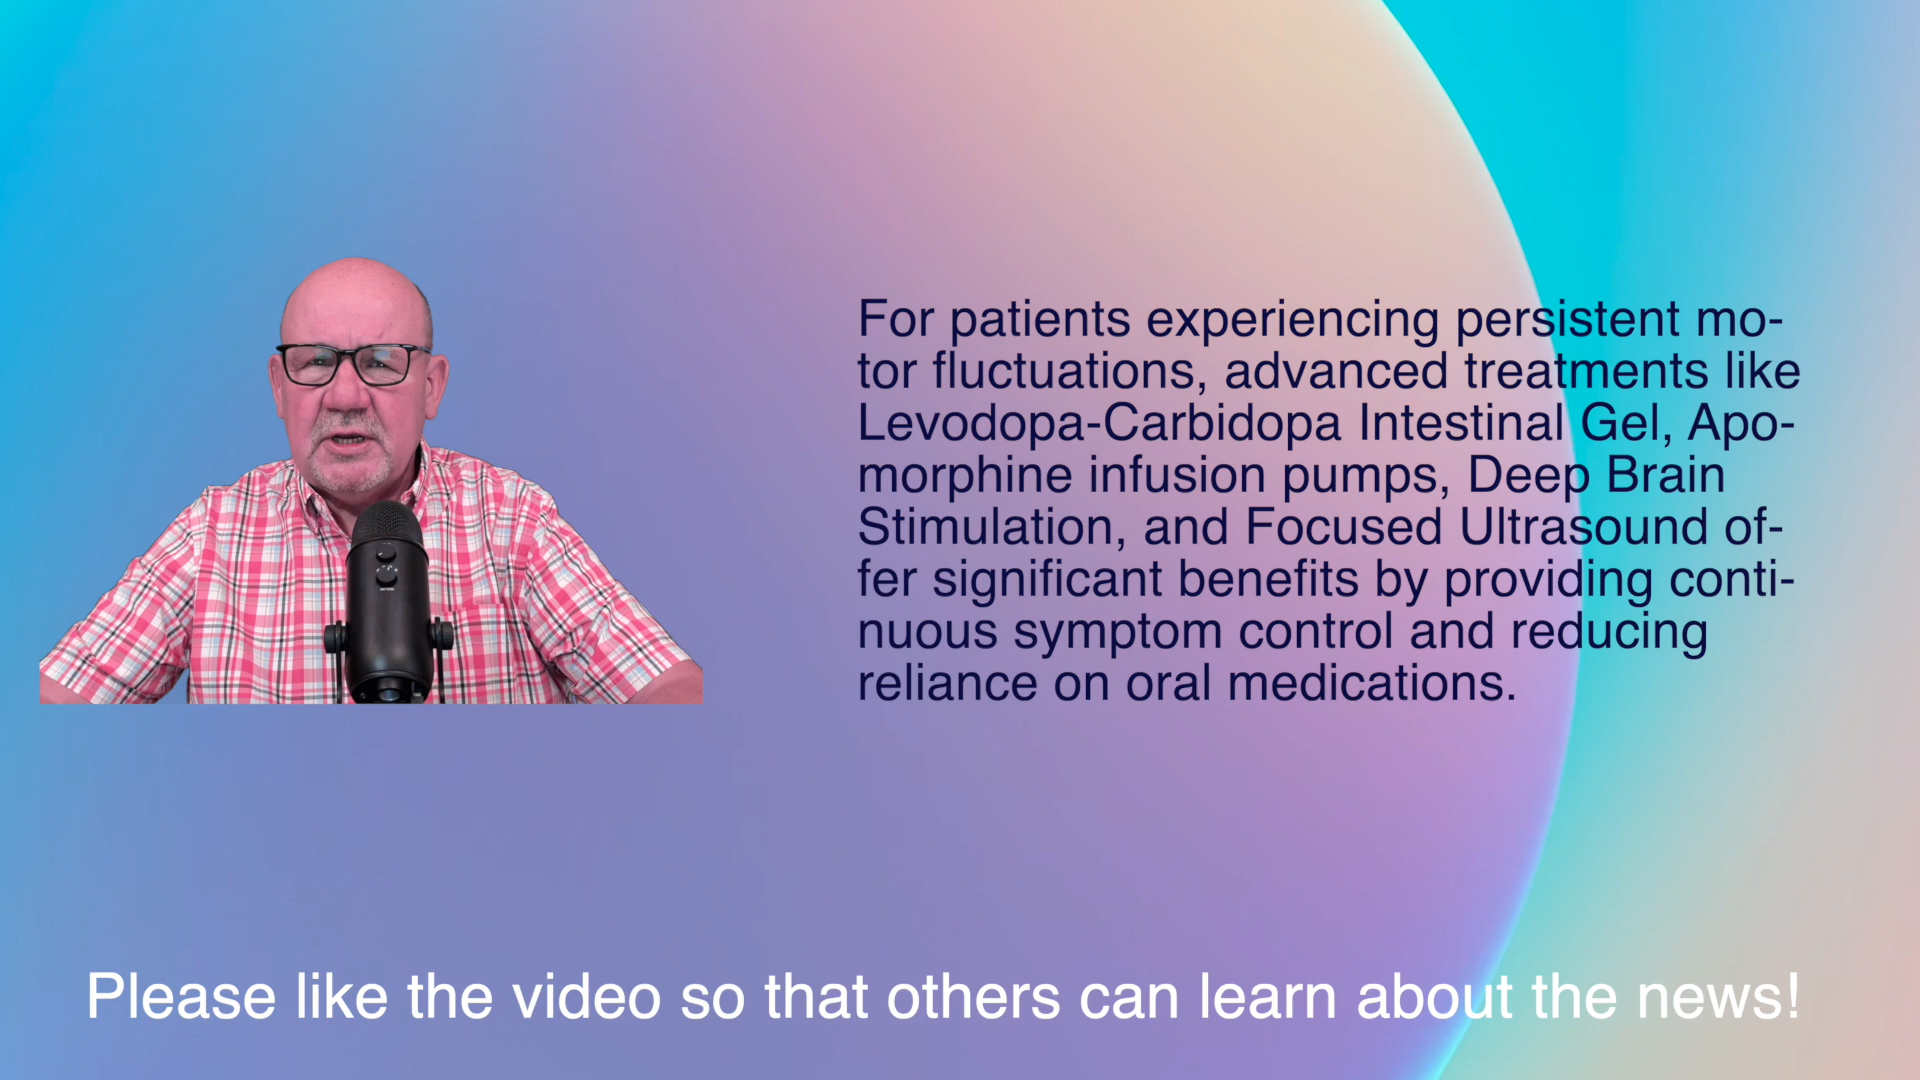 For patients experiencing persistent mo-
tor fluctuations, advanced treatments like
Levodopa-Carbidopa Intestinal Gel, Apo-
morphine infusion pumps, Deep Brain
Stimulation, and Focused Ultrasound of-
fer significant benefits by providing conti-
nuous symptom control and reducing
reliance on oral medications.
Please like the video so that others can learn about the news!